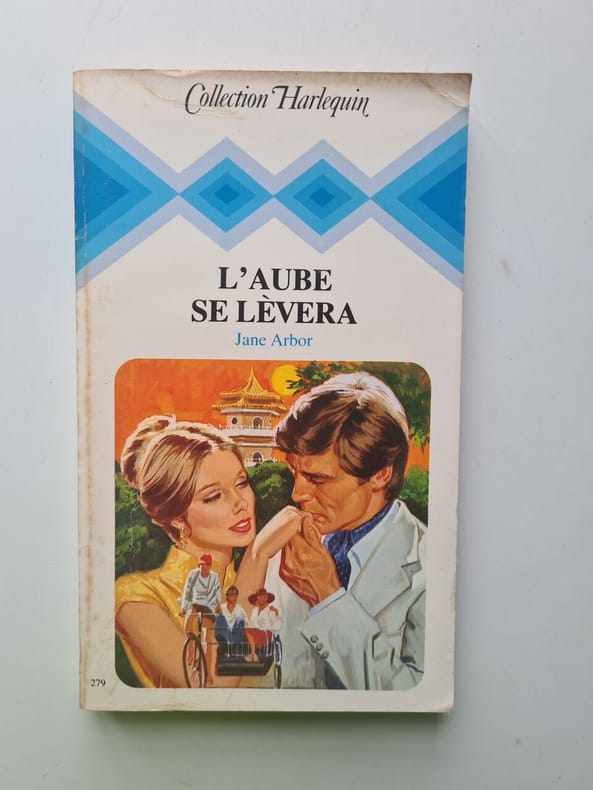 Collection Harlequin
L'AUBE
SE LÈVERA
Jane Arbor
279